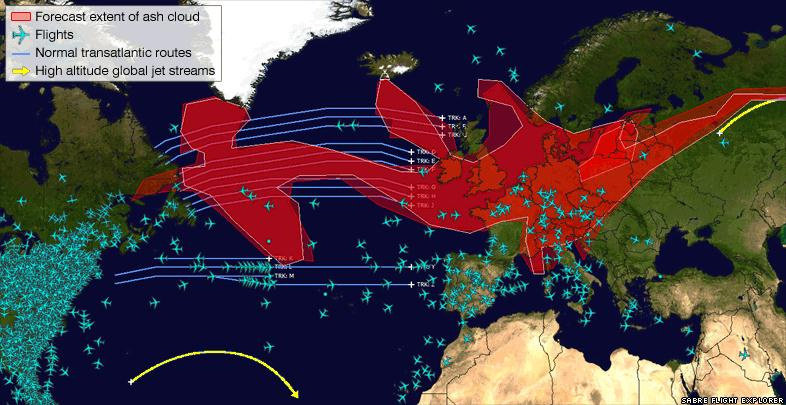 Forecast extent of ash cloud
Flights
Normal transatlantic routes
High altitude global jet streams
TRK: A
TRK: D
TRK: E
TRK: G
TRK: H
TRK: J
TRK: K
TRK: L
TRK: M
SABRE FLIGHT EXPLORER